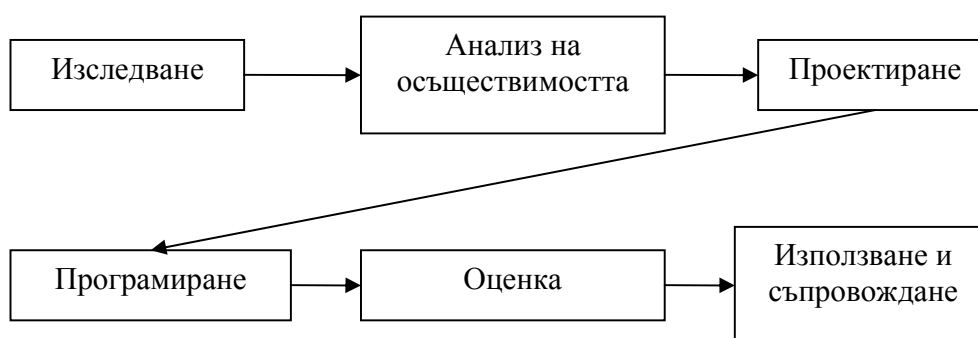 Изследване
Анализ на
осъществимостта
Проектиране
Програмиране
Оценка
Използване и
съпровождане